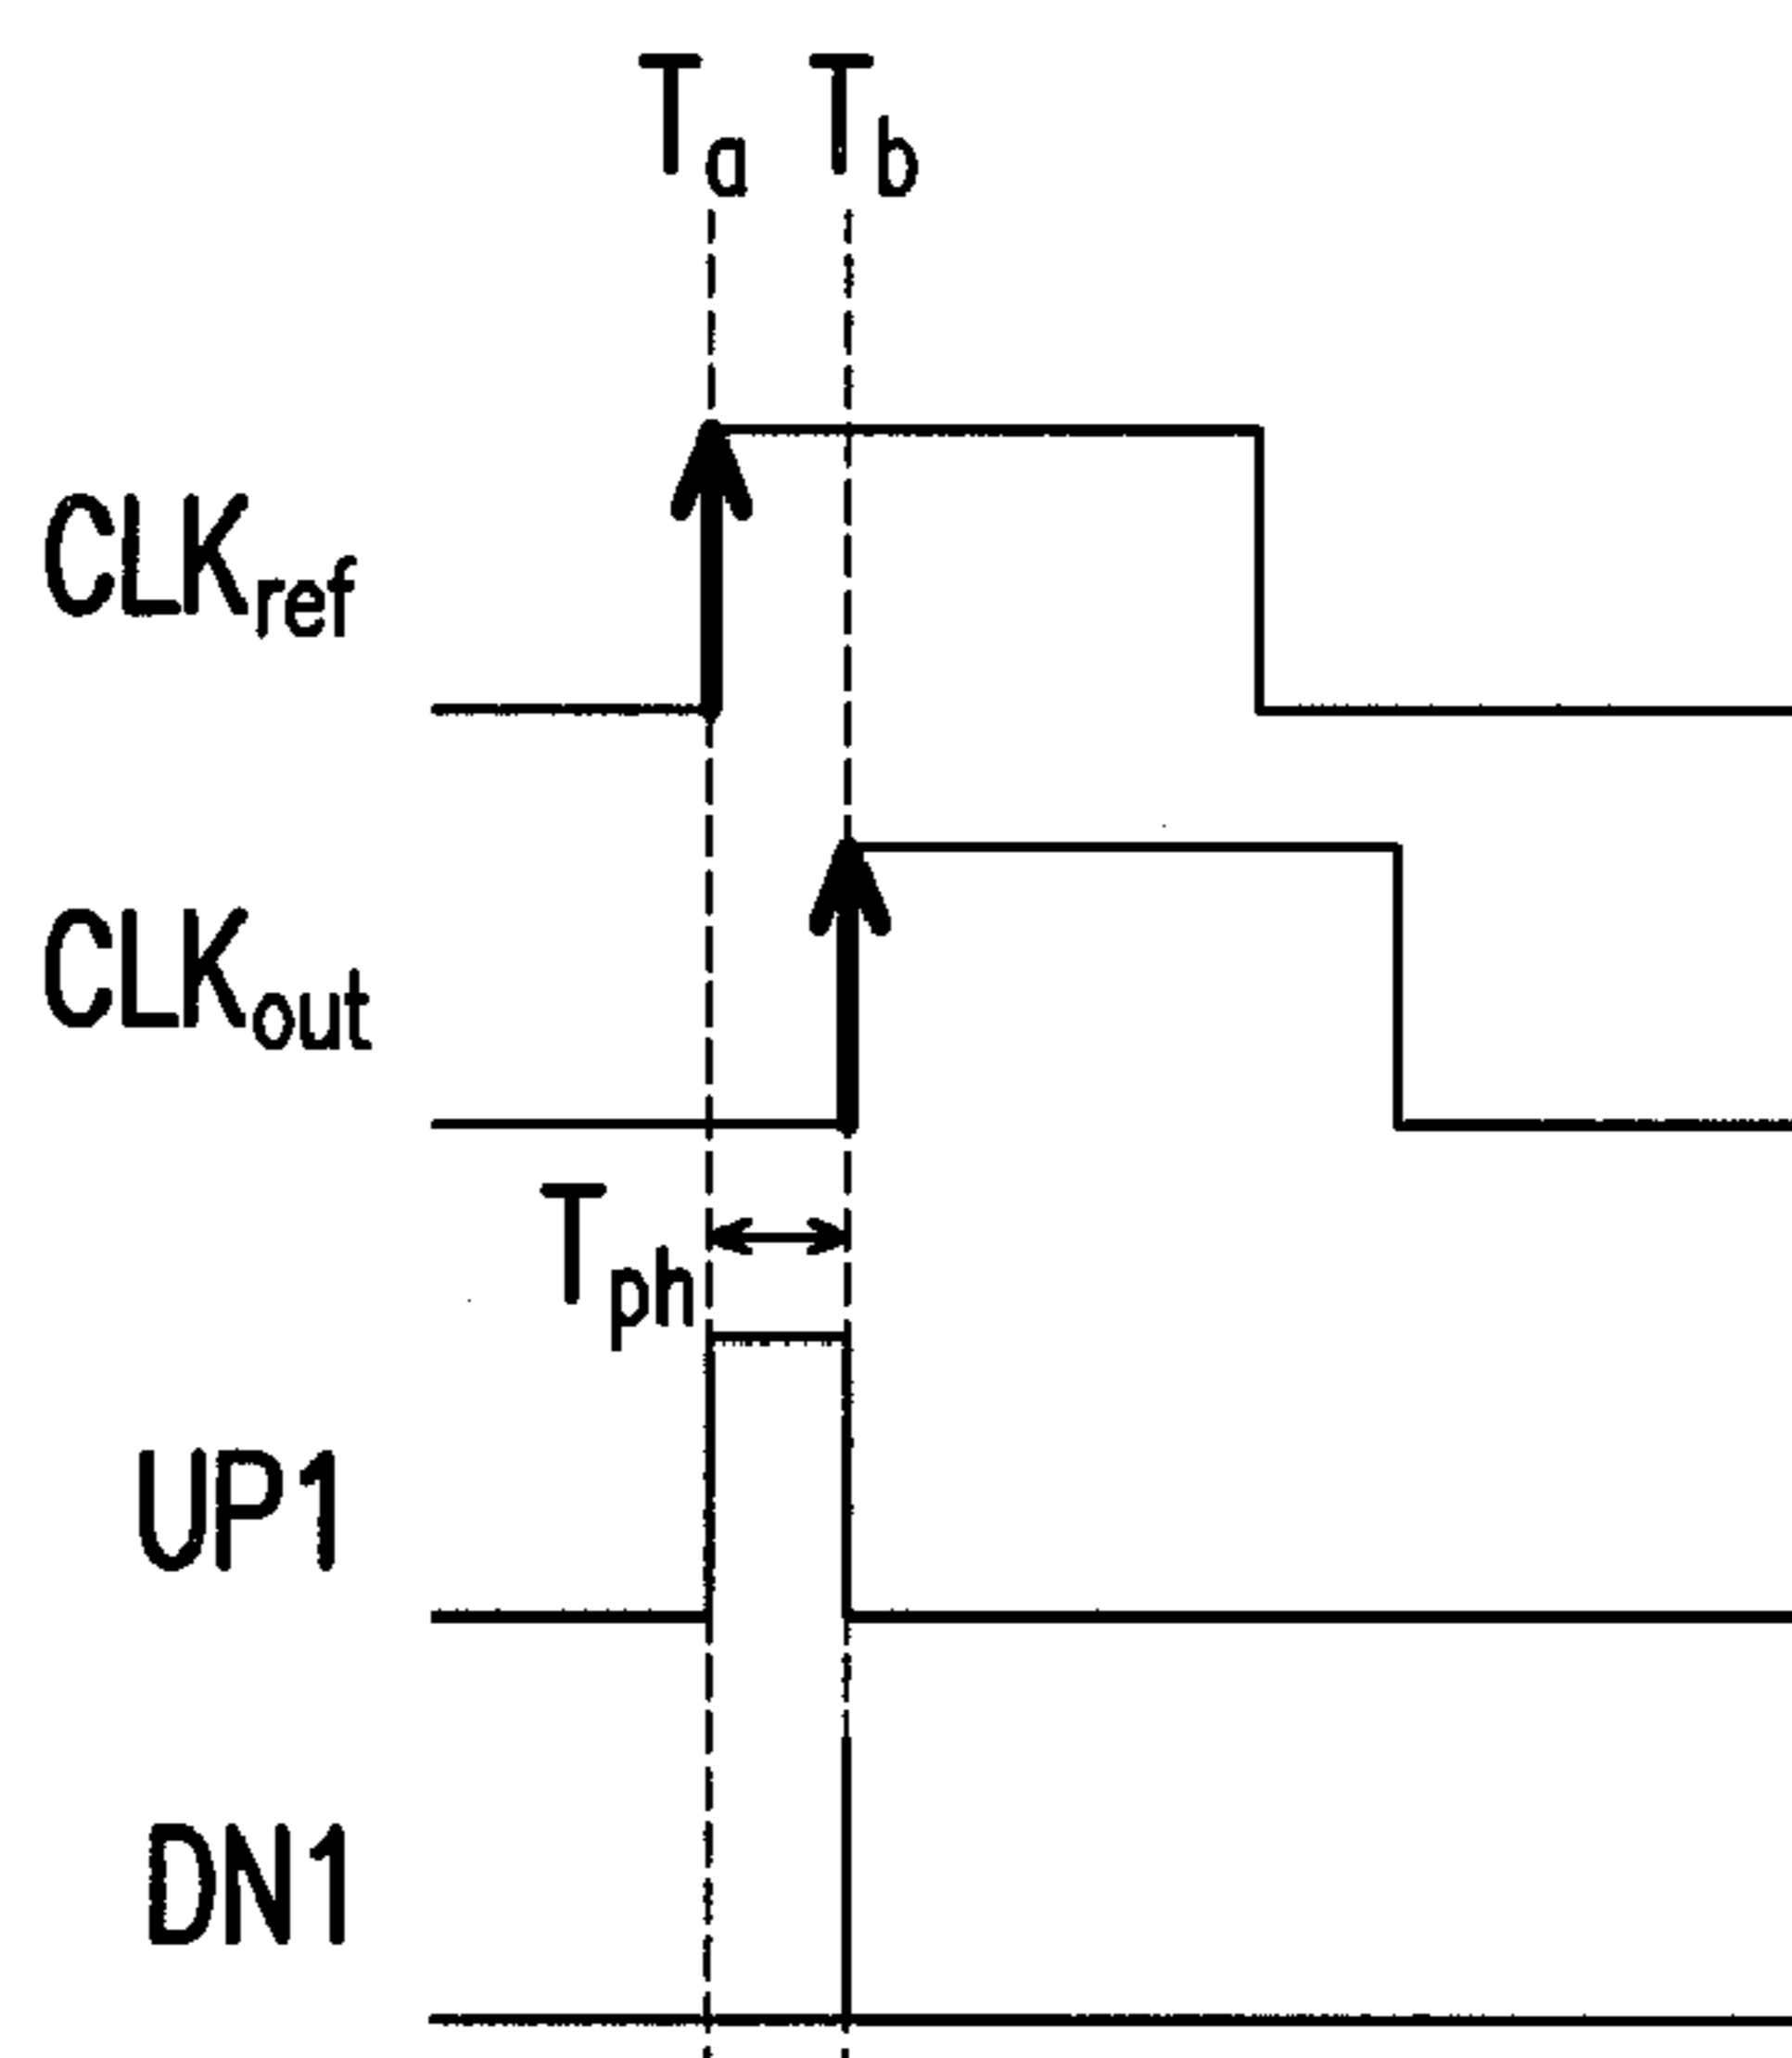 Ta Tb
CLKref
CLKout
Tph
UP1
DN1